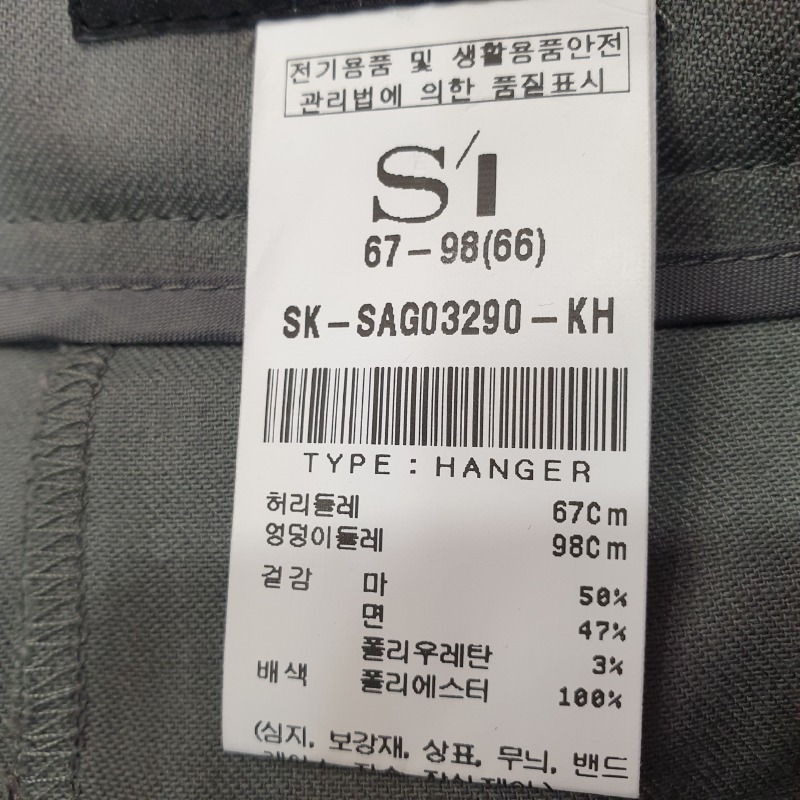 전기용품 및 생활용품안전
관리법에 의한 품질표시
S'I
67-98(66)
SK-SAG03290-KH
TYPE : HANGER
허리둘레 67Cm
엉덩이둘레 98Cm
겉감 마 50%
면 47%
폴리우레탄 3%
배색 폴리에스터 100%
(심지, 보강재, 상표, 무늬, 밴드